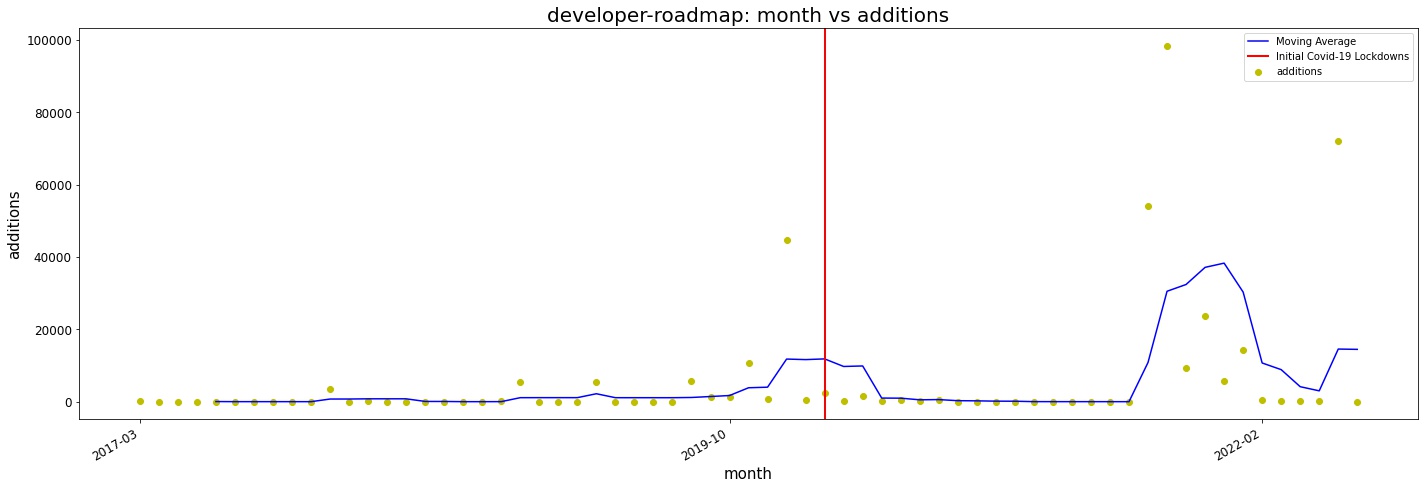 developer-roadmap: month vs additions
100000
80000
60000
40000
20000
0
additions
Moving Average
Initial Covid-19 Lockdowns
additions
2017-03
2019-10
2022-02
month